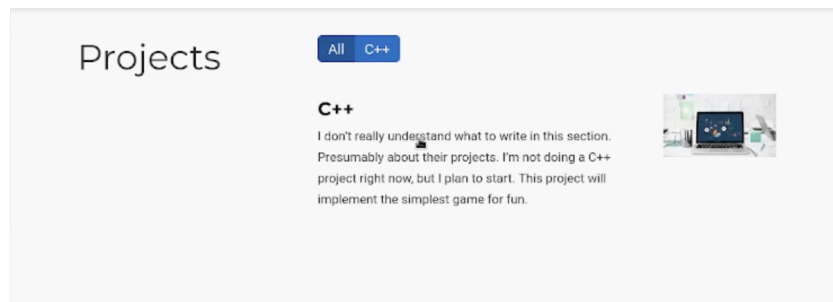 Projects
All C++
C++
I don't really understand what to write in this section.
Presumably about their projects. I'm not doing a C++
project right now, but I plan to start. This project will
implement the simplest game for fun.